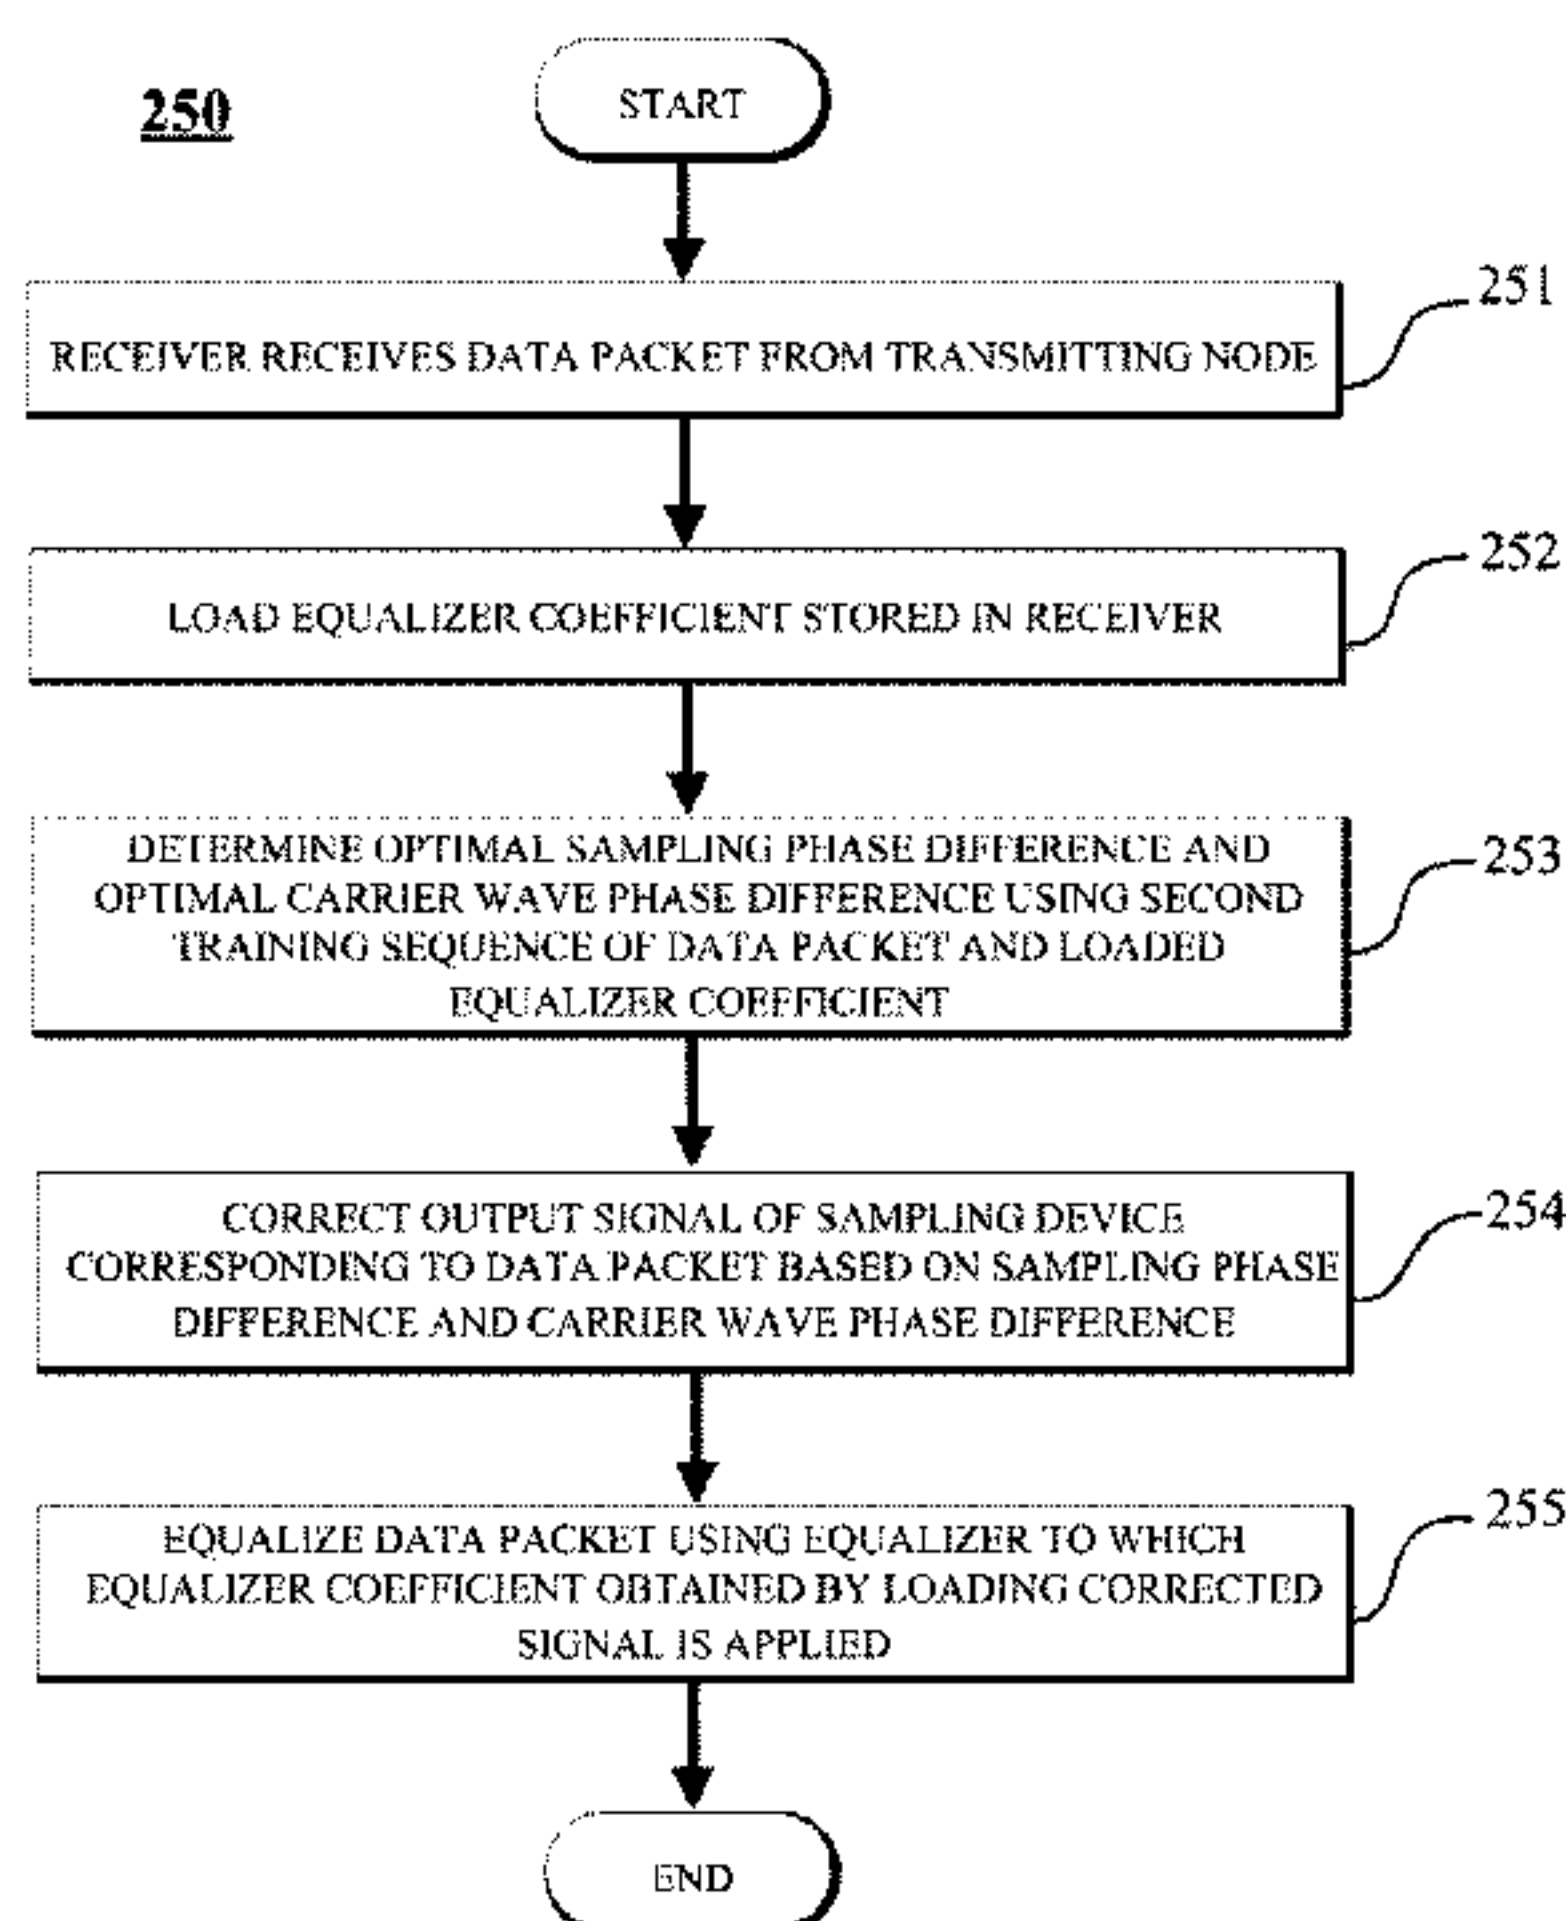 250
START
251
RECEIVER RECEIVES DATA PACKET FROM TRANSMITTING NODE
252
LOAD EQUALIZER COEFFICIENT STORED IN RECEIVER
253
DETERMINE OPTIMAL SAMPLING PHASE DIFFERENCE AND
OPTIMAL CARRIER WAVE PHASE DIFFERENCE USING SECOND
TRAINING SEQUENCE OF DATA PACKET AND LOADED
EQUALIZER COEFFICIENT
254
CORRECT OUTPUT SIGNAL OF SAMPLING DEVICE
CORRESPONDING TO DATA PACKET BASED ON SAMPLING PHASE
DIFFERENCE AND CARRIER WAVE PHASE DIFFERENCE
255
EQUALIZE DATA PACKET USING EQUALIZER TO WHICH
EQUALIZER COEFFICIENT OBTAINED BY LOADING CORRECTED
SIGNAL IS APPLIED
END